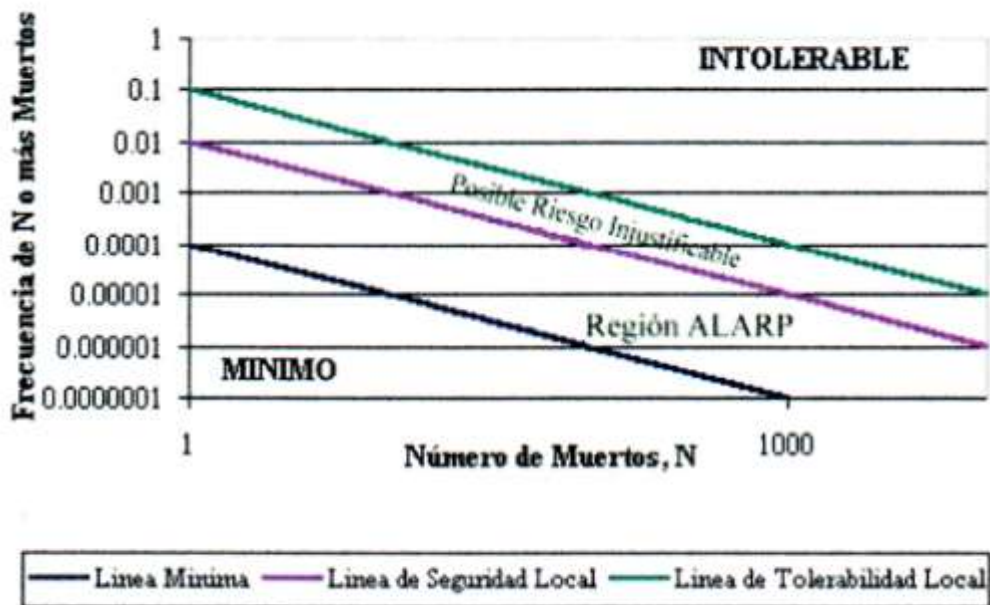 Frecuencia de N o más Muertos
1
0.1
0.01
0.001
0.0001
0.00001
0.000001
0.0000001
INTOLERABLE
Posible Riesgo Injustificable
Región ALARP
MINIMO
1
1000
Número de Muertos, N
Linea Minima
Linea de Seguridad Local
Linea de Tolerabilidad Local